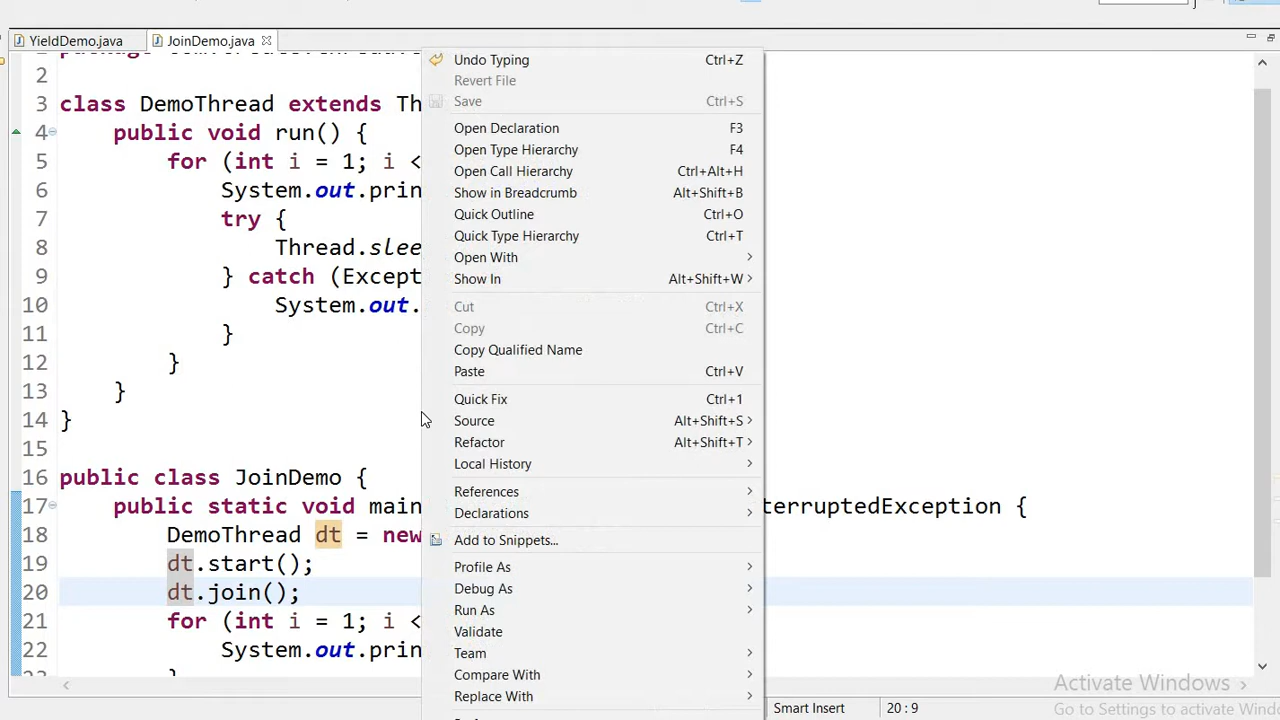 YieldDemo.java
JoinDemo.java
2
3 class DemoThread extends Th
4 public void run() {
5 for (int i = 1; i <
6 System.out.prin
7 try {
8 Thread.slee
9 } catch (Except
10 System.out.
11 }
12 }
13 }
14 }
15
16 public class JoinDemo {
17 public static void main terruptedException {
18 DemoThread dt = new
19 dt.start();
20 dt.join();
21 for (int i = 1; i <
22 System.out.prin
Undo Typing Ctrl+Z
Revert File
Save Ctrl+S
Open Declaration F3
Open Type Hierarchy F4
Open Call Hierarchy Ctrl+Alt+H
Show in Breadcrumb Alt+Shift+B
Quick Outline Ctrl+O
Quick Type Hierarchy Ctrl+T
Open With
Show In Alt+Shift+W
Cut Ctrl+X
Copy Ctrl+C
Copy Qualified Name
Paste Ctrl+V
Quick Fix Ctrl+1
Source Alt+Shift+S
Refactor Alt+Shift+T
Local History
References
Declarations
Add to Snippets...
Profile As
Debug As
Run As
Validate
Team
Compare With
Replace With
Activate Windows
Go to Settings to activate Wind
Smart Insert 20 : 9